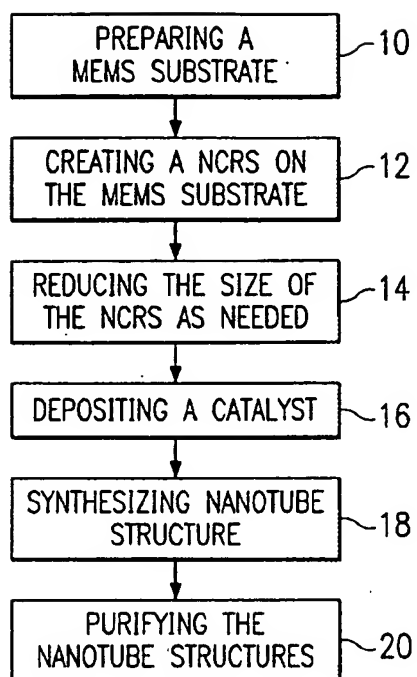 PREPARING A
MEMS SUBSTRATE
10
CREATING A NCRS ON
THE MEMS SUBSTRATE
12
REDUCING THE SIZE OF
THE NCRS AS NEEDED
14
DEPOSITING A CATALYST
16
SYNTHESIZING NANOTUBE
STRUCTURE
18
PURIFYING THE
NANOTUBE STRUCTURES
20